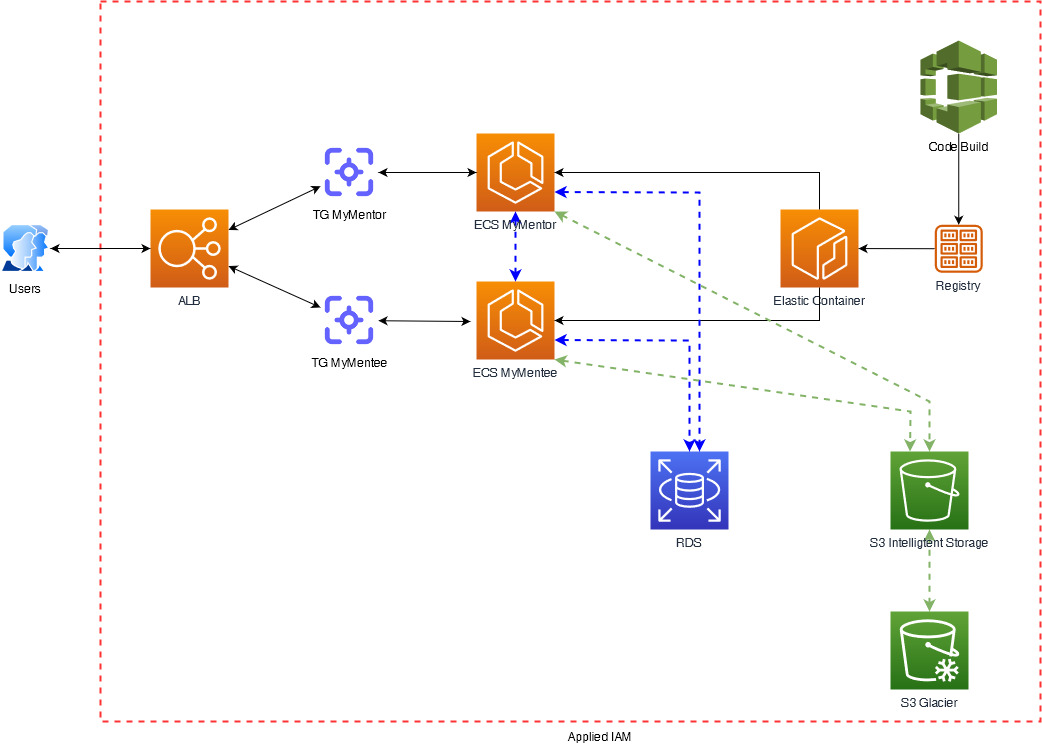 Code Build
TG MyMentor
ECS MyMentor
Users
ALB
Elastic Container
Registry
TG MyMentee
ECS MyMentee
RDS
S3 Intelligtent Storage
S3 Glacier
Applied IAM